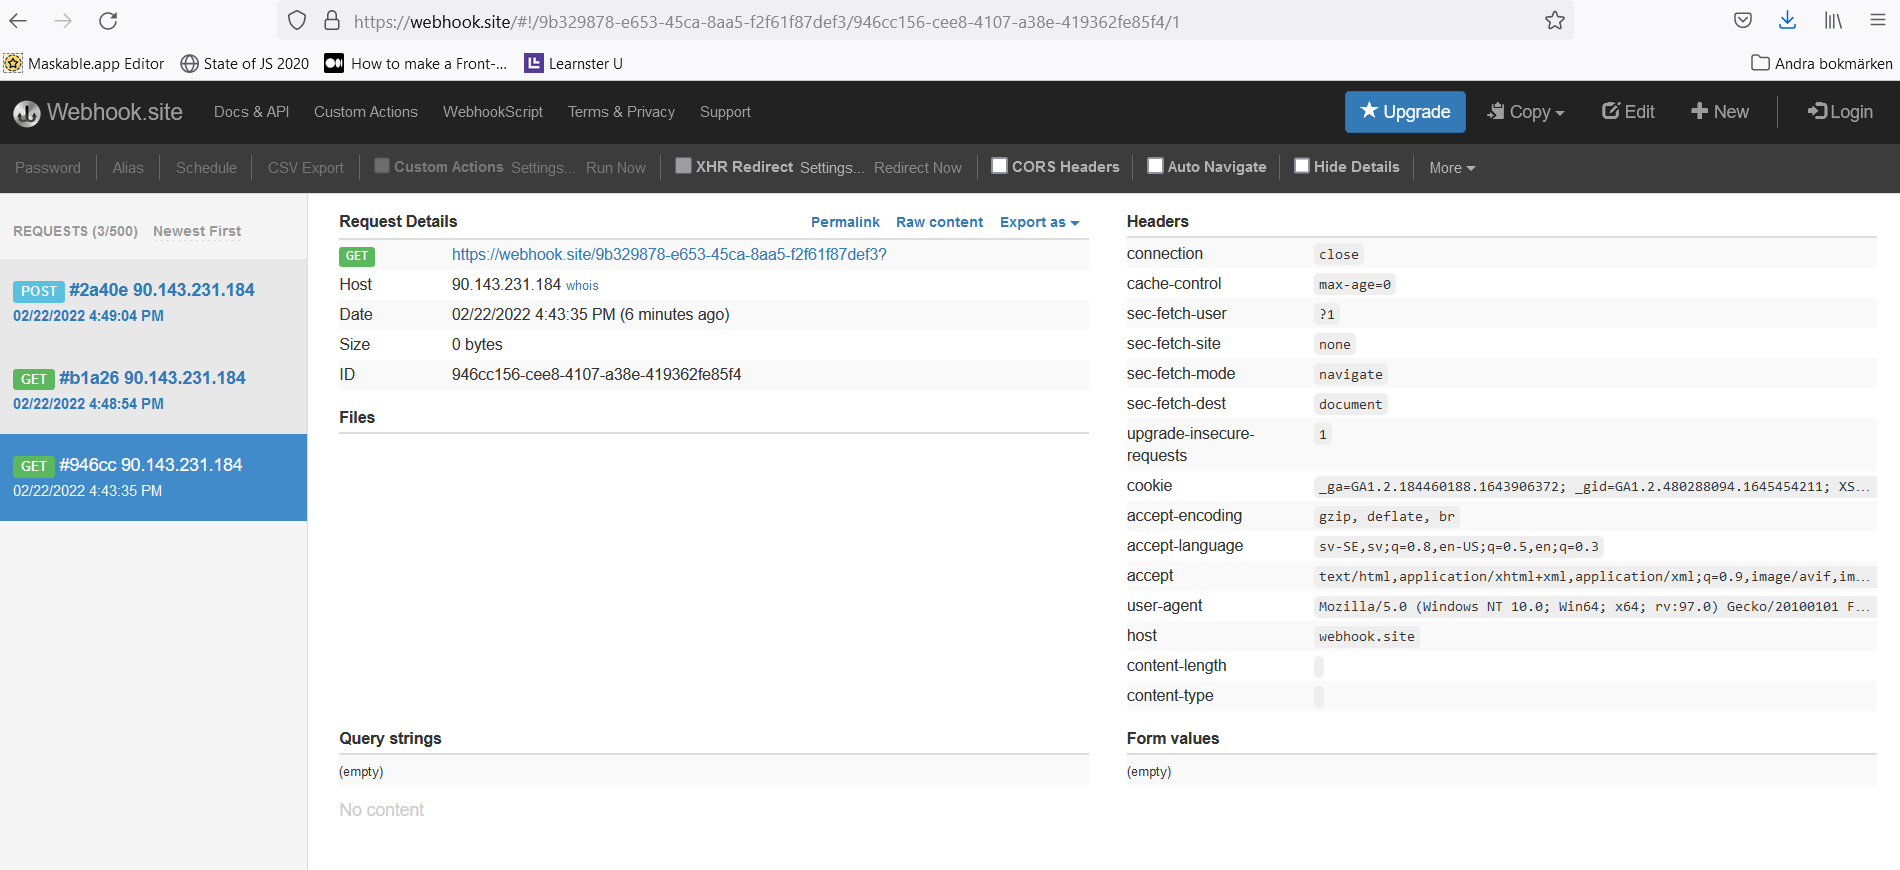 https://webhook.site/#!/9b329878-e653-45ca-8aa5-f2f61f87def3/946cc156-cee8-4107-a38e-419362fe85f4/1
Maskable.app Editor State of JS 2020 How to make a Front-... Learnster U Andra bokmärken
Webhook.site Docs & API Custom Actions WebhookScript Terms & Privacy Support Upgrade Copy Edit New Login
Password Alias Schedule CSV Export Custom Actions Settings... Run Now XHR Redirect Settings... Redirect Now CORS Headers Auto Navigate Hide Details More
REQUESTS (3/500) Newest First
POST #2a40e 90.143.231.184
02/22/2022 4:49:04 PM
GET #b1a26 90.143.231.184
02/22/2022 4:48:54 PM
GET #946cc 90.143.231.184
02/22/2022 4:43:35 PM
Request Details Permalink Raw content Export as
GET https://webhook.site/9b329878-e653-45ca-8aa5-f2f61f87def3?
Host 90.143.231.184 whois
Date 02/22/2022 4:43:35 PM (6 minutes ago)
Size 0 bytes
ID 946cc156-cee8-4107-a38e-419362fe85f4
Files
Headers
connection close
cache-control max-age=0
sec-fetch-user ?1
sec-fetch-site none
sec-fetch-mode navigate
sec-fetch-dest document
upgrade-insecure-
requests 1
cookie _ga=GA1.2.184460188.1643906372; _gid=GA1.2.480288094.1645454211; XS...
accept-encoding gzip, deflate, br
accept-language sv-SE,sv;q=0.8,en-US;q=0.5,en;q=0.3
accept text/html,application/xhtml+xml,application/xml;q=0.9,image/avif,im...
user-agent Mozilla/5.0 (Windows NT 10.0; Win64; x64; rv:97.0) Gecko/20100101 F...
host webhook.site
content-length
content-type
Query strings
(empty)
No content
Form values
(empty)